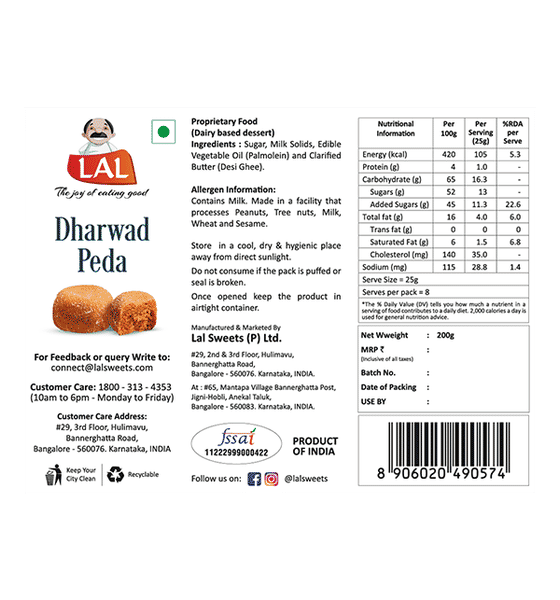 LAL
The joy of eating good
Dharwad
Peda
For Feedback or query Write to:
connect@lalsweets.com
Customer Care: 1800 - 313 - 4353
(10am to 6pm - Monday to Friday)
Customer Care Address:
#29, 3rd Floor, Hulimavu,
Bannerghatta Road,
Bangalore - 560076. Karnataka, INDIA
Keep Your
City Clean
Recyclable
Proprietary Food
(Dairy based dessert)
Ingredients : Sugar, Milk Solids, Edible
Vegetable Oil (Palmolein) and Clarified
Butter (Desi Ghee).
Allergen Information:
Contains Milk. Made in a facility that
processes Peanuts, Tree nuts, Milk,
Wheat and Sesame.
Store in a cool, dry & hygienic place
away from direct sunlight.
Do not consume if the pack is puffed or
seal is broken.
Once opened keep the product in
airtight container.
Manufactured & Marketed By
Lal Sweets (P) Ltd.
#29, 2nd & 3rd Floor, Hulimavu,
Bannerghatta Road,
Bangalore - 560076. Karnataka, INDIA.
At : #65, Mantapa Village Bannerghatta Post,
Jigni-Hobli, Anekal Taluk,
Bangalore - 560083. Karnataka, INDIA.
fssai
11222999000422
PRODUCT
OF INDIA
Follow us on: @lalsweets
Nutritional Information Per 100g Per Serving (25g) %RDA per Serve
Energy (kcal) 420 105 5.3
Protein (g) 4 1.0 -
Carbohydrate (g) 65 16.3 -
Sugars (g) 52 13 -
Added Sugars (g) 45 11.3 22.6
Total fat (g) 16 4.0 6.0
Trans fat (g) 0 0 0
Saturated Fat (g) 6 1.5 6.8
Cholesterol (mg) 140 35.0 -
Sodium (mg) 115 28.8 1.4
Serve Size = 25g
Serves per pack = 8
*The % Daily Value (DV) tells you how much a nutrient in a
serving of food contributes to a daily diet. 2,000 calories a day is
used for general nutrition advice.
Net Wweight : 200g
MRP ₹ :
(Inclusive of all taxes)
Batch No. :
Date of Packing :
USE BY :
8 906020 490574